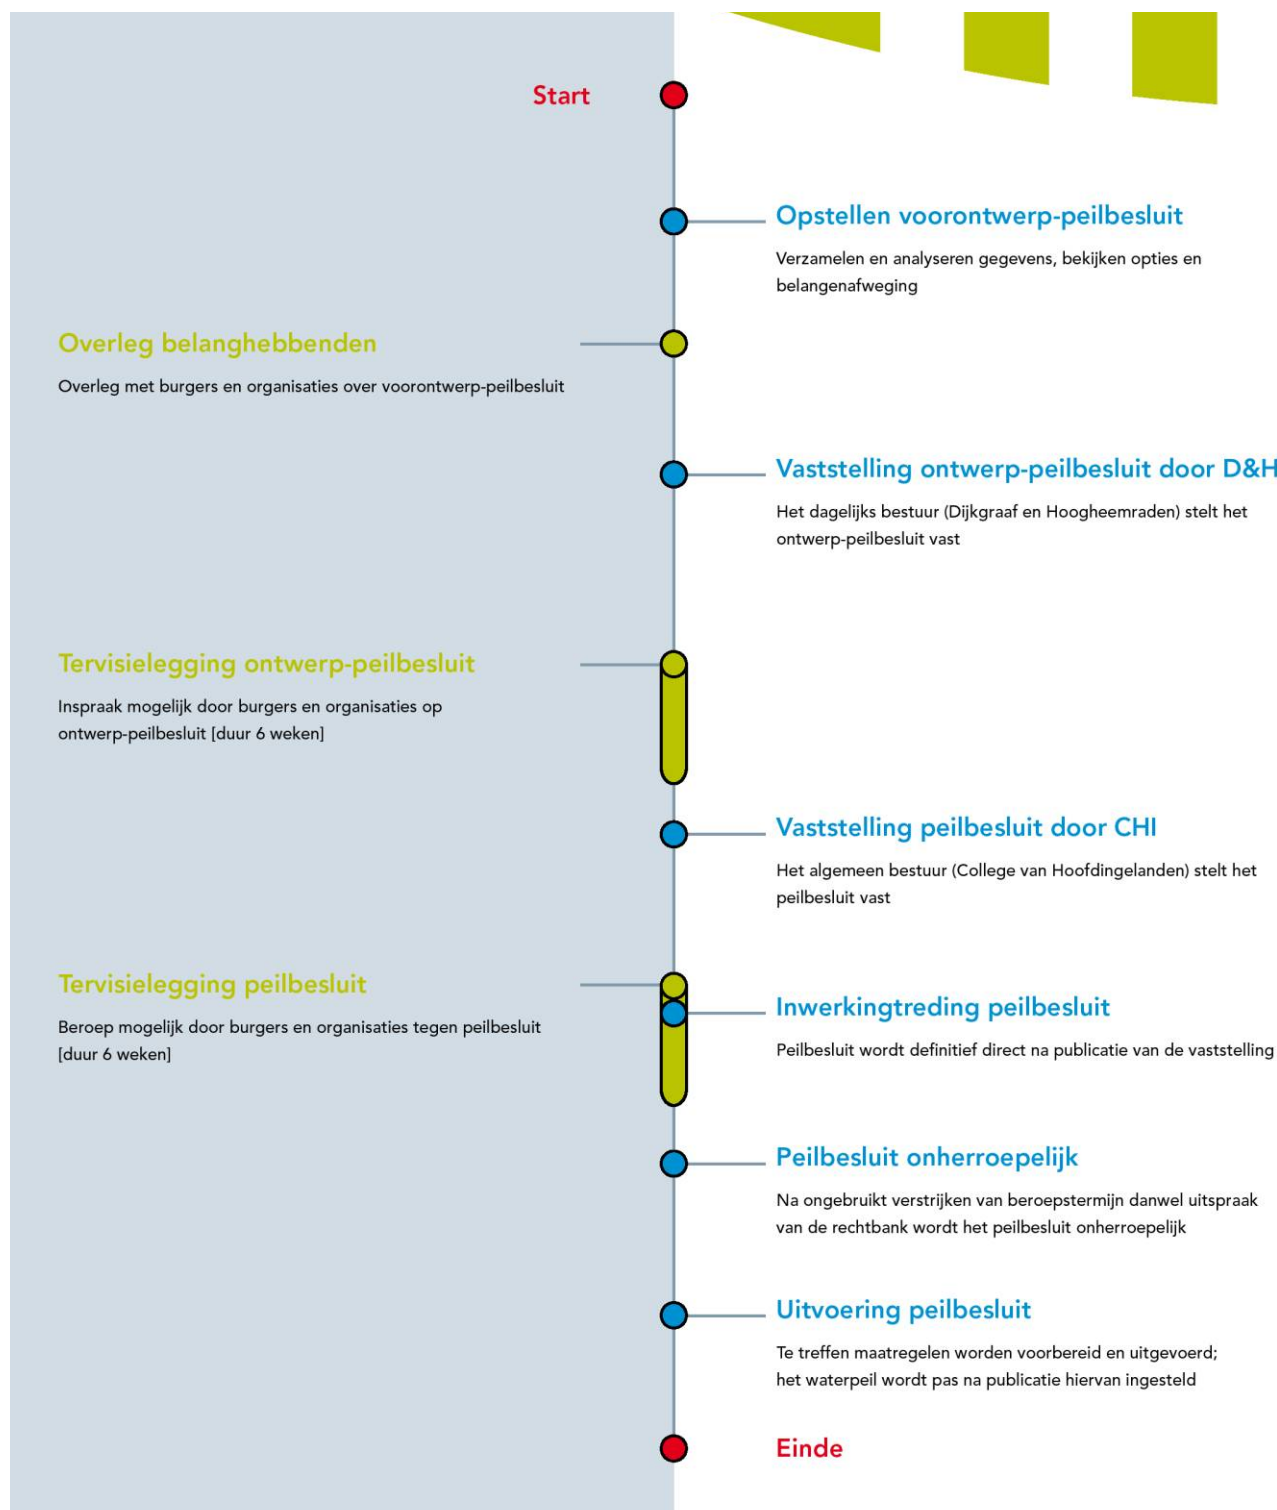 Start
Opstellen voorontwerp-peilbesluit
Verzamelen en analyseren gegevens, bekijken opties en
belangenafweging
Overleg belanghebbenden
Overleg met burgers en organisaties over voorontwerp-peilbesluit
Vaststelling ontwerp-peilbesluit door D&H
Het dagelijks bestuur (Dijkgraaf en Hoogheemraden) stelt het
ontwerp-peilbesluit vast
Tervisielegging ontwerp-peilbesluit
Inspraak mogelijk door burgers en organisaties op
ontwerp-peilbesluit [duur 6 weken]
Vaststelling peilbesluit door CHI
Het algemeen bestuur (College van Hoofdingelanden) stelt het
peilbesluit vast
Tervisielegging peilbesluit
Beroep mogelijk door burgers en organisaties tegen peilbesluit
[duur 6 weken]
Inwerkingtreding peilbesluit
Peilbesluit wordt definitief direct na publicatie van de vaststelling
Peilbesluit onherroepelijk
Na ongebruikt verstrijken van beroepstermijn danwel uitspraak
van de rechtbank wordt het peilbesluit onherroepelijk
Uitvoering peilbesluit
Te treffen maatregelen worden voorbereid en uitgevoerd;
het waterpeil wordt pas na publicatie hiervan ingesteld
Einde